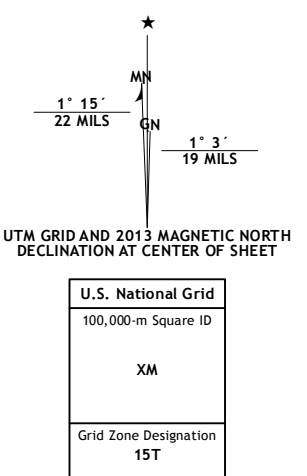 ★
MN
1° 15´
22 MILS
GN
1° 3´
19 MILS
UTM GRID AND 2013 MAGNETIC NORTH
DECLINATION AT CENTER OF SHEET
U.S. National Grid
100,000-m Square ID
XM
Grid Zone Designation
15T